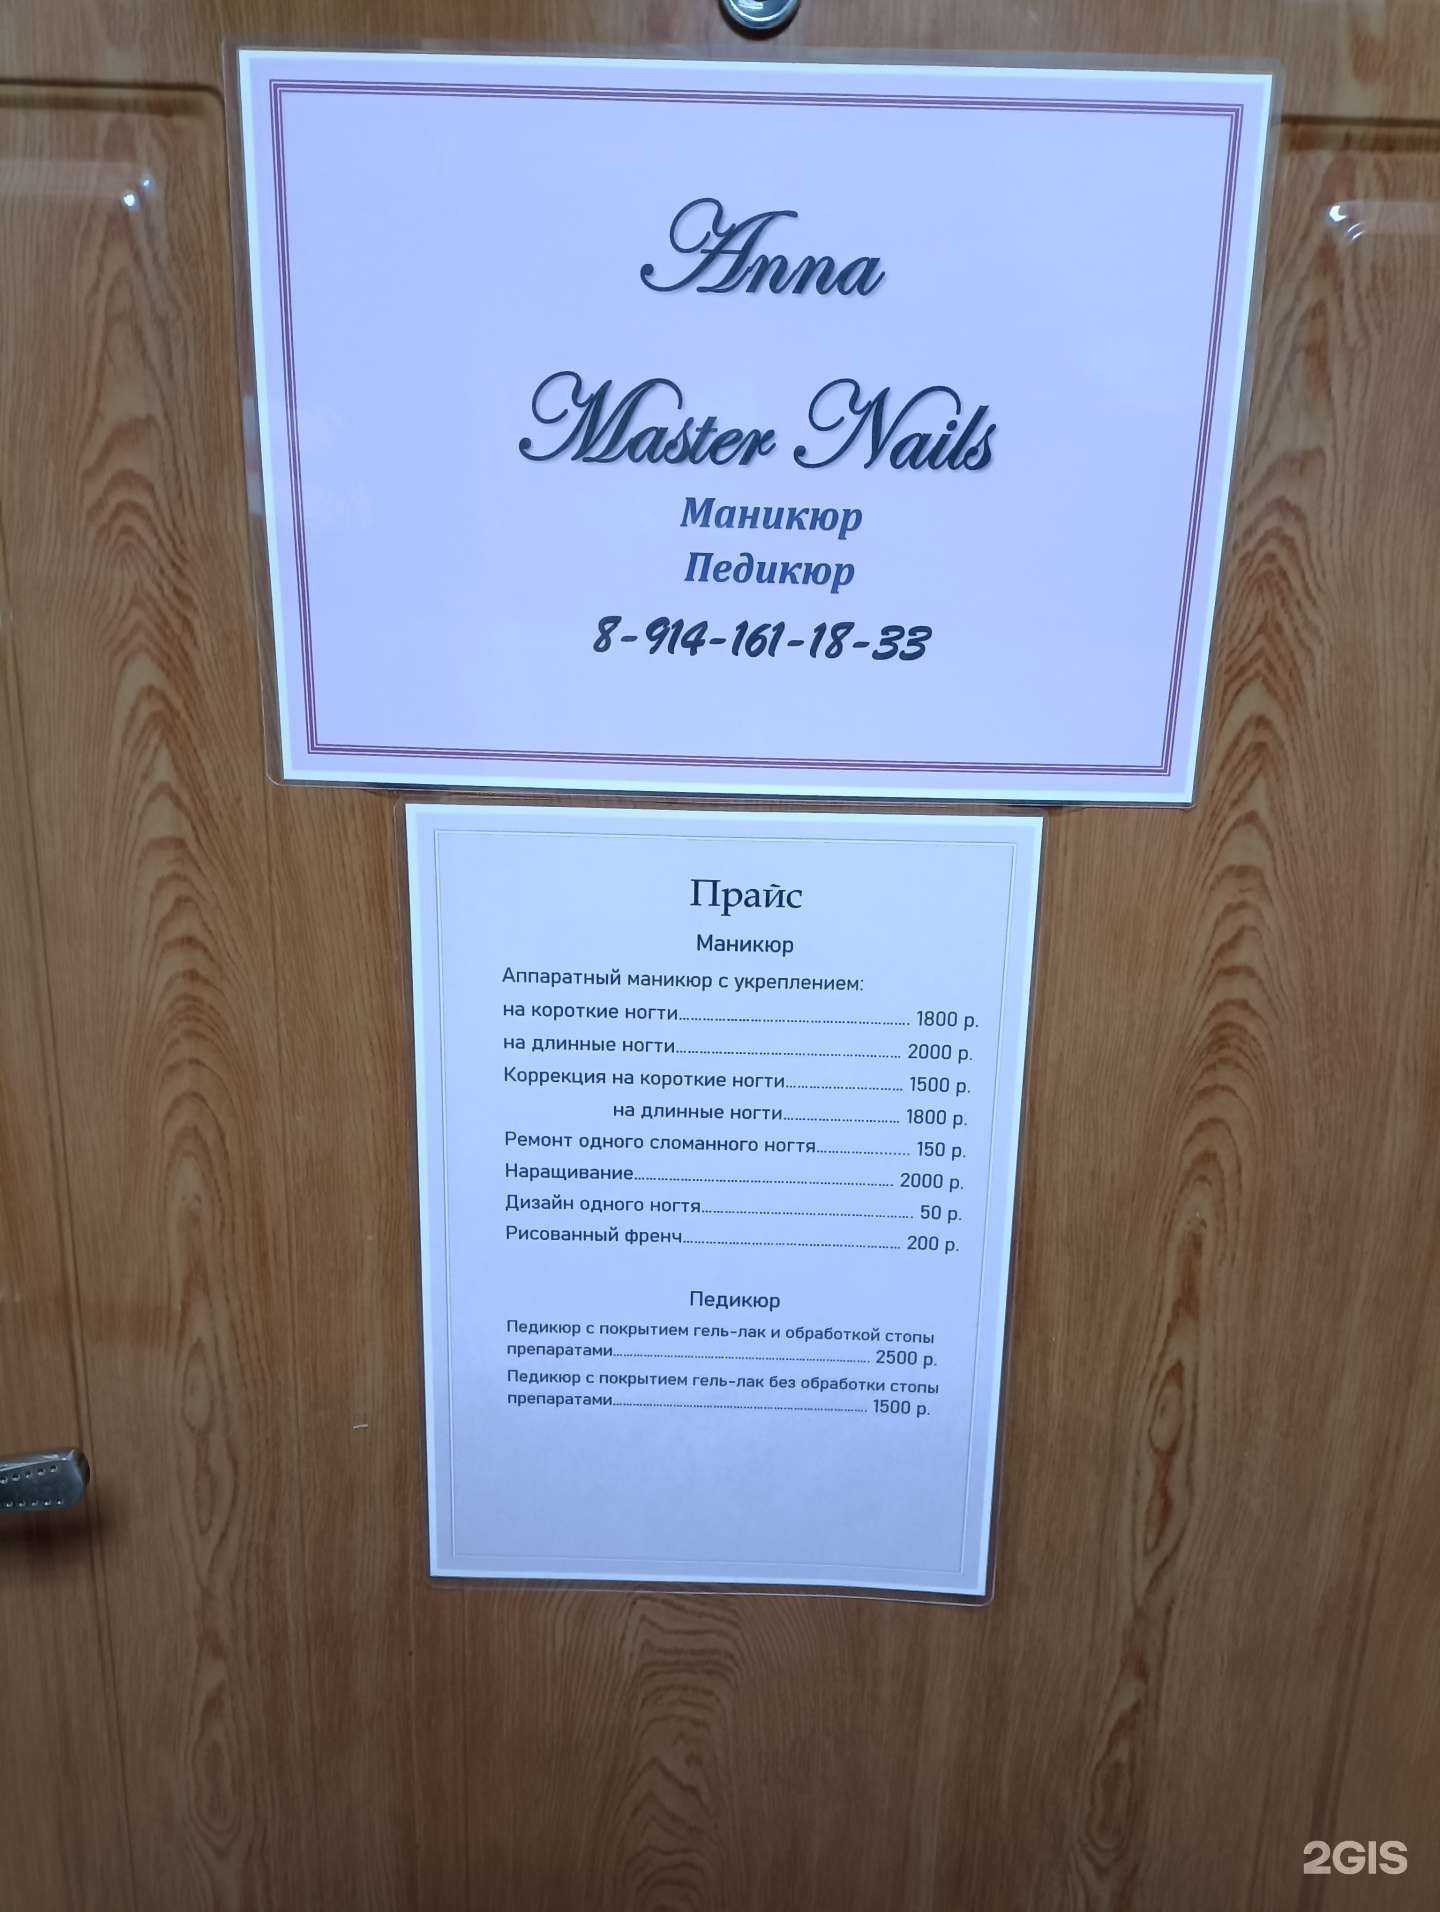 Anna
Master Nails
Маникюр
Педикюр
8-914-161-18-33
Прайс
Маникюр
Аппаратный маникюр с укреплением:
на короткие ногти........................................ 1800 р.
на длинные ногти........................................ 2000 р.
Коррекция на короткие ногти.................... 1500 р.
на длинные ногти.................... 1800 р.
Ремонт одного сломанного ногтя................ 150 р.
Наращивание............................................. 2000 р.
Дизайн одного ногтя..................................... 50 р.
Рисованный френч...................................... 200 р.
Педикюр
Педикюр с покрытием гель-лак и обработкой стопы
препаратами............................................. 2500 р.
Педикюр с покрытием гель-лак без обработки стопы
препаратами............................................. 1500 р.
2GIS